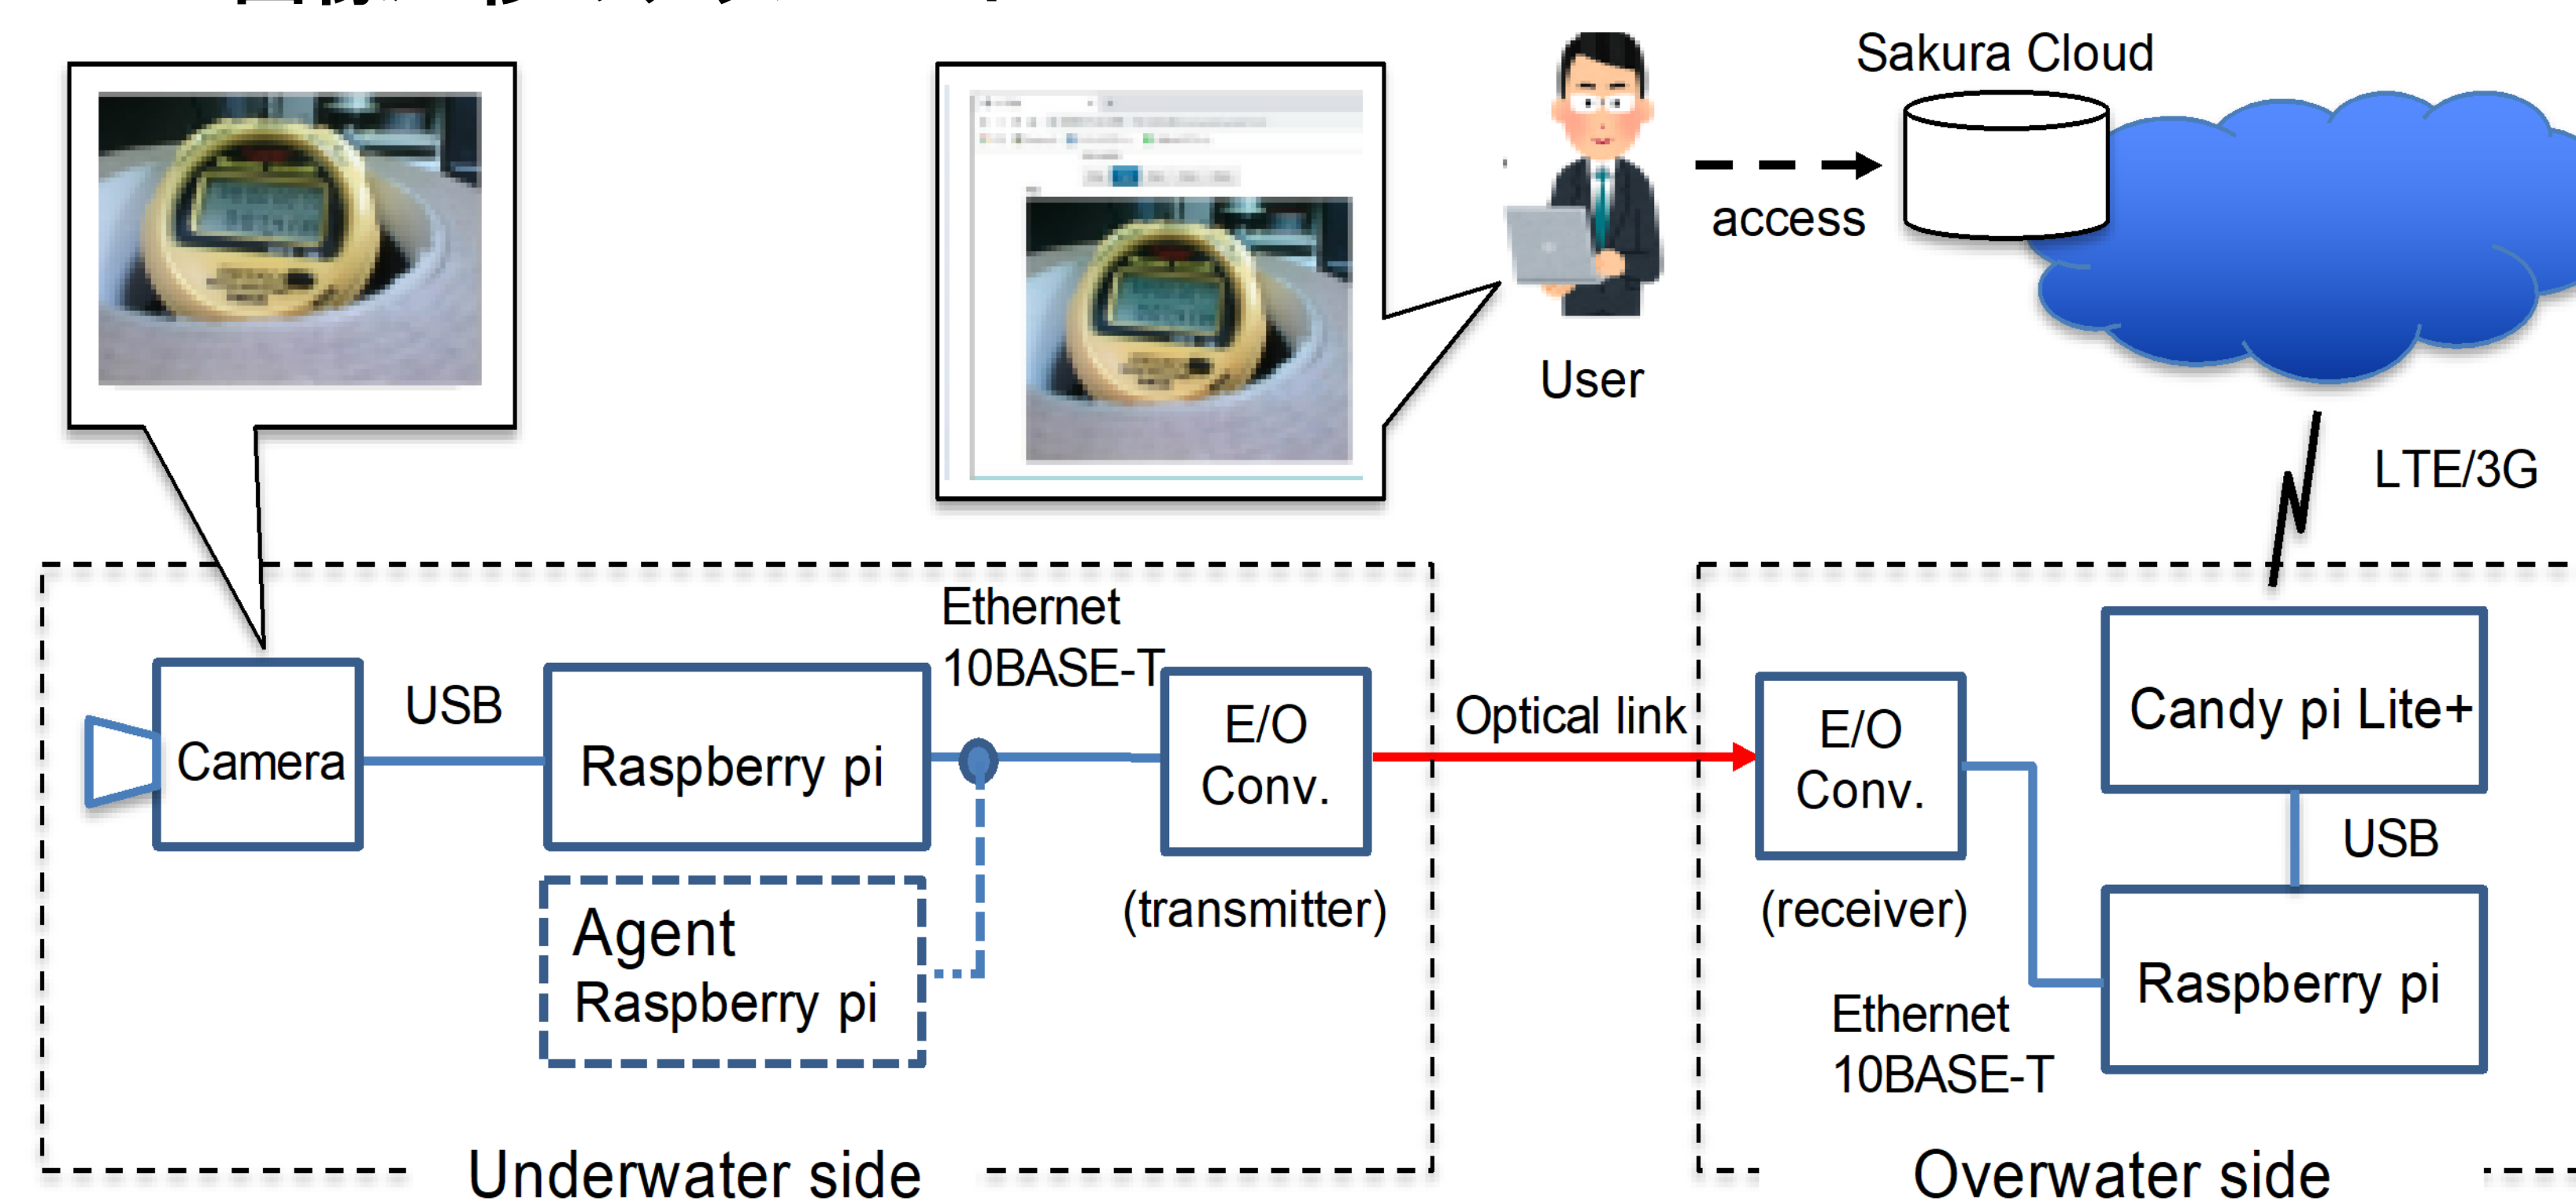 Sakura Cloud
access
User
LTE/3G
Ethernet
10BASE-T
USB
Camera
Raspberry pi
E/O
Conv.
(transmitter)
Agent
Raspberry pi
Underwater side
Optical link
E/O
Conv.
(receiver)
Candy pi Lite+
USB
Raspberry pi
Ethernet
10BASE-T
Overwater side